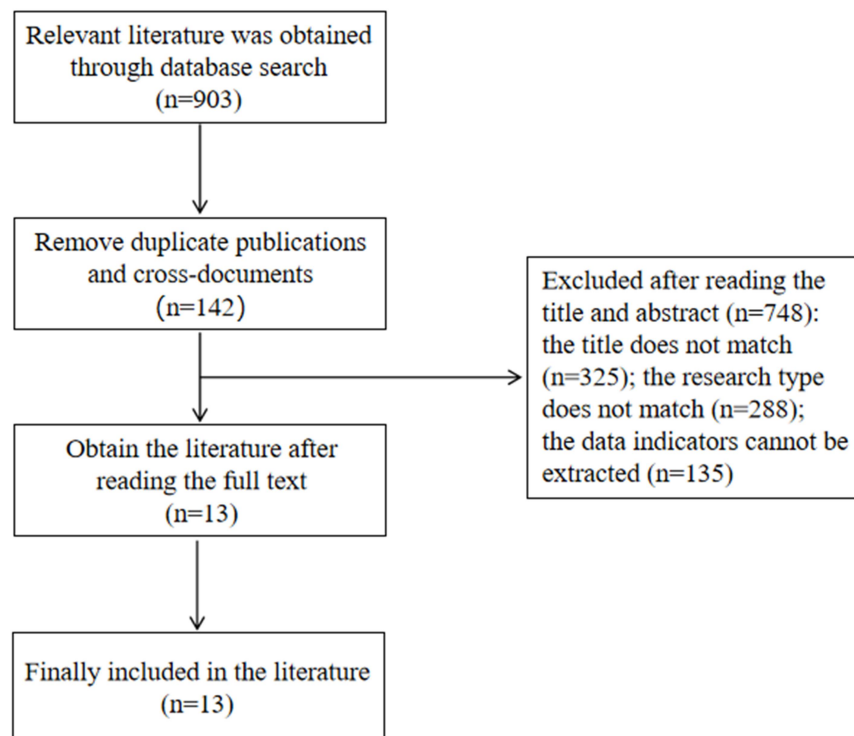 Relevant literature was obtained
through database search
(n=903)
Remove duplicate publications
and cross-documents
(n=142)
Excluded after reading the
title and abstract (n=748):
the title does not match
(n=325); the research type
does not match (n=288);
the data indicators cannot be
extracted (n=135)
Obtain the literature after
reading the full text
(n=13)
Finally included in the literature
(n=13)